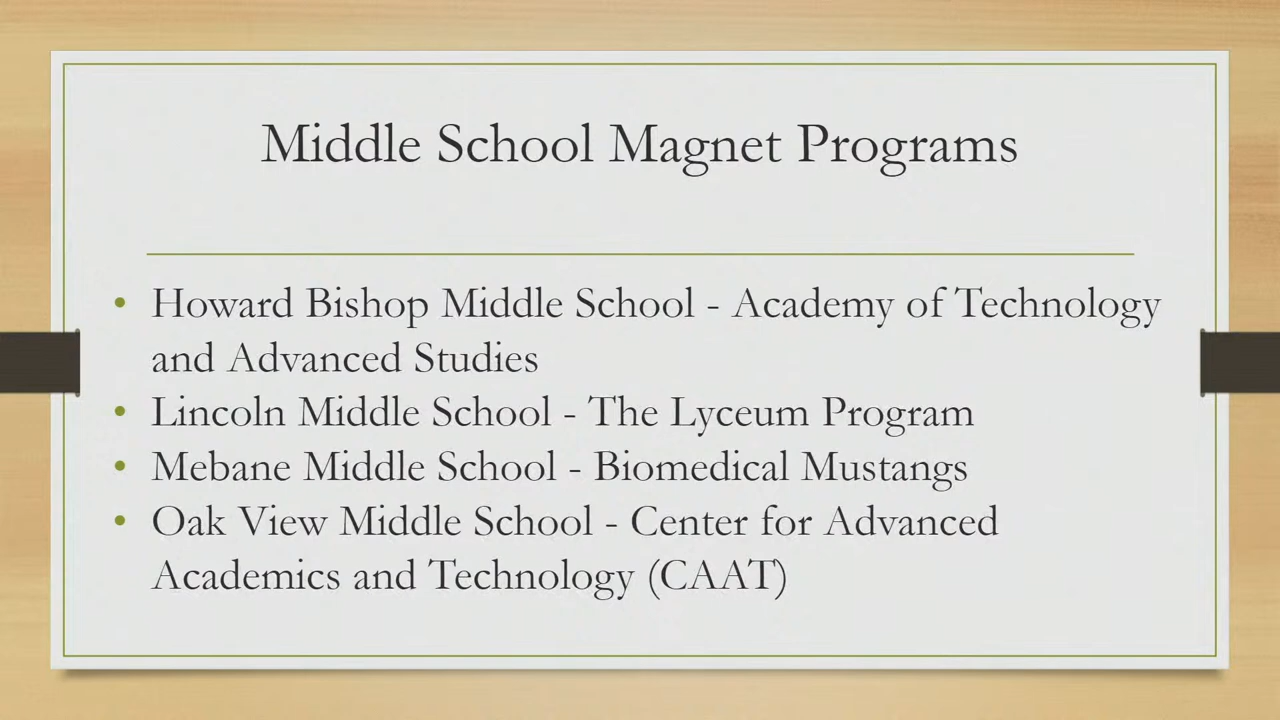 Middle School Magnet Programs
• Howard Bishop Middle School - Academy of Technology
and Advanced Studies
• Lincoln Middle School - The Lyceum Program
• Mebane Middle School - Biomedical Mustangs
• Oak View Middle School - Center for Advanced
Academics and Technology (CAAT)